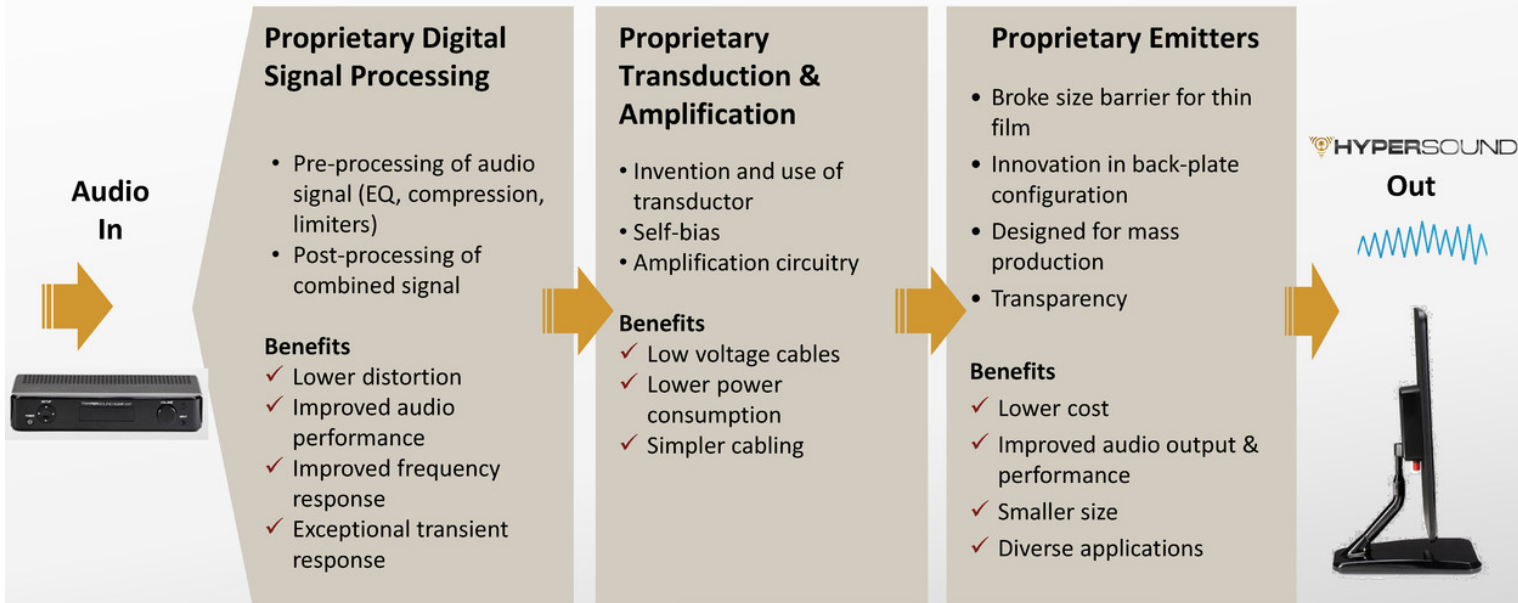 Audio
In
Proprietary Digital
Signal Processing
• Pre-processing of audio
signal (EQ, compression,
limiters)
• Post-processing of
combined signal
Benefits
✓ Lower distortion
✓ Improved audio
performance
✓ Improved frequency
response
✓ Exceptional transient
response
Proprietary
Transduction &
Amplification
• Invention and use of
transductor
• Self-bias
• Amplification circuitry
Benefits
✓ Low voltage cables
✓ Lower power
consumption
✓ Simpler cabling
Proprietary Emitters
• Broke size barrier for thin
film
• Innovation in back-plate
configuration
• Designed for mass
production
• Transparency
Benefits
✓ Lower cost
✓ Improved audio output &
performance
✓ Smaller size
✓ Diverse applications
HYPERSOUND
Out
SETUP
VOLUME